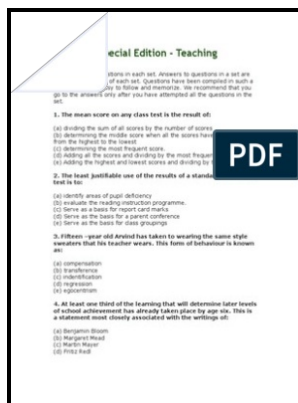 ecial Edition - Teaching
stions in each set. Answers to questions in a set are
of each set. Questions have been compiled in such a
sy to follow and memorize. We recommend that you
go to the answers only after you have attempted all the questions in the
set.
1. The mean score on any class test is the result of:
(a) dividing the sum of all scores by the number of scores
(b) determining the middle score when all the scores have
from the highest to the lowest
(c) determining the most frequent score.
(d) Adding all the scores and dividing by the most frequent
(e) Adding the highest and lowest scores and dividing by
PDF
2. The least justifiable use of the results of a standa
test is to:
(a) identify areas of pupil deficiency
(b) evaluate the reading instruction programme.
(c) Serve as a basis for report card marks
(d) Serve as the basis for a parent conference
(e) Serve as the basis for class groupings
3. Fifteen -year old Arvind has taken to wearing the same style
sweaters that his teacher wears. This form of behaviour is known
as:
(a) compensation
(b) transference
(c) indentification
(d) regression
(e) egocentrism
4. At least one third of the learning that will determine later levels
of school achievement has already taken place by age six. This is
a statement most closely associated with the writings of:
(a) Benjamin Bloom
(b) Margaret Mead
(c) Martin Mayer
(d) Fritz Redl